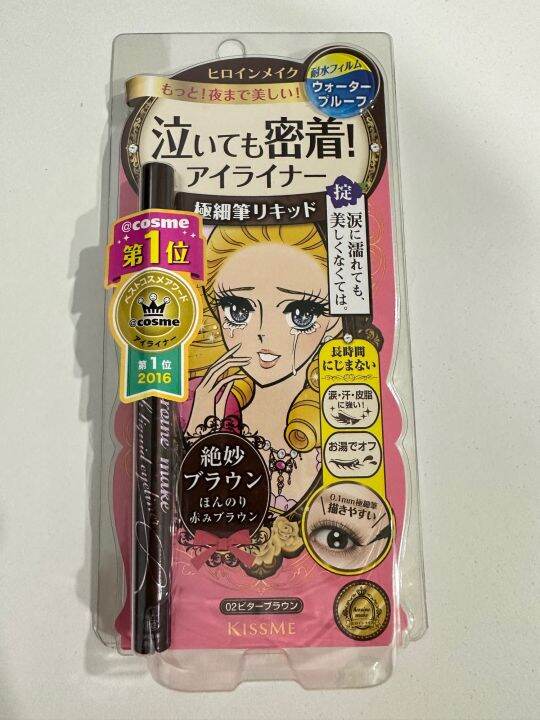 ヒロインメイク
もっと!夜まで美しい!
耐水フィルム
ウォーター
プルーフ
泣いても密着!
アイライナー
極細筆リキッド
掟
涙に濡れても、
美しくなくては。
@cosme
第1位
ベストコスメアワード
@cosme
アイライナー
第1位
2016
長時間
にじまない
涙・汗・皮脂
に強い!
お湯でオフ
0.1mm極細筆
描きやすい
絶妙
ブラウン
ほんのり
赤みブラウン
heroine make
liquid eyeliner
02ビターブラウン
KISSME
heroine
make